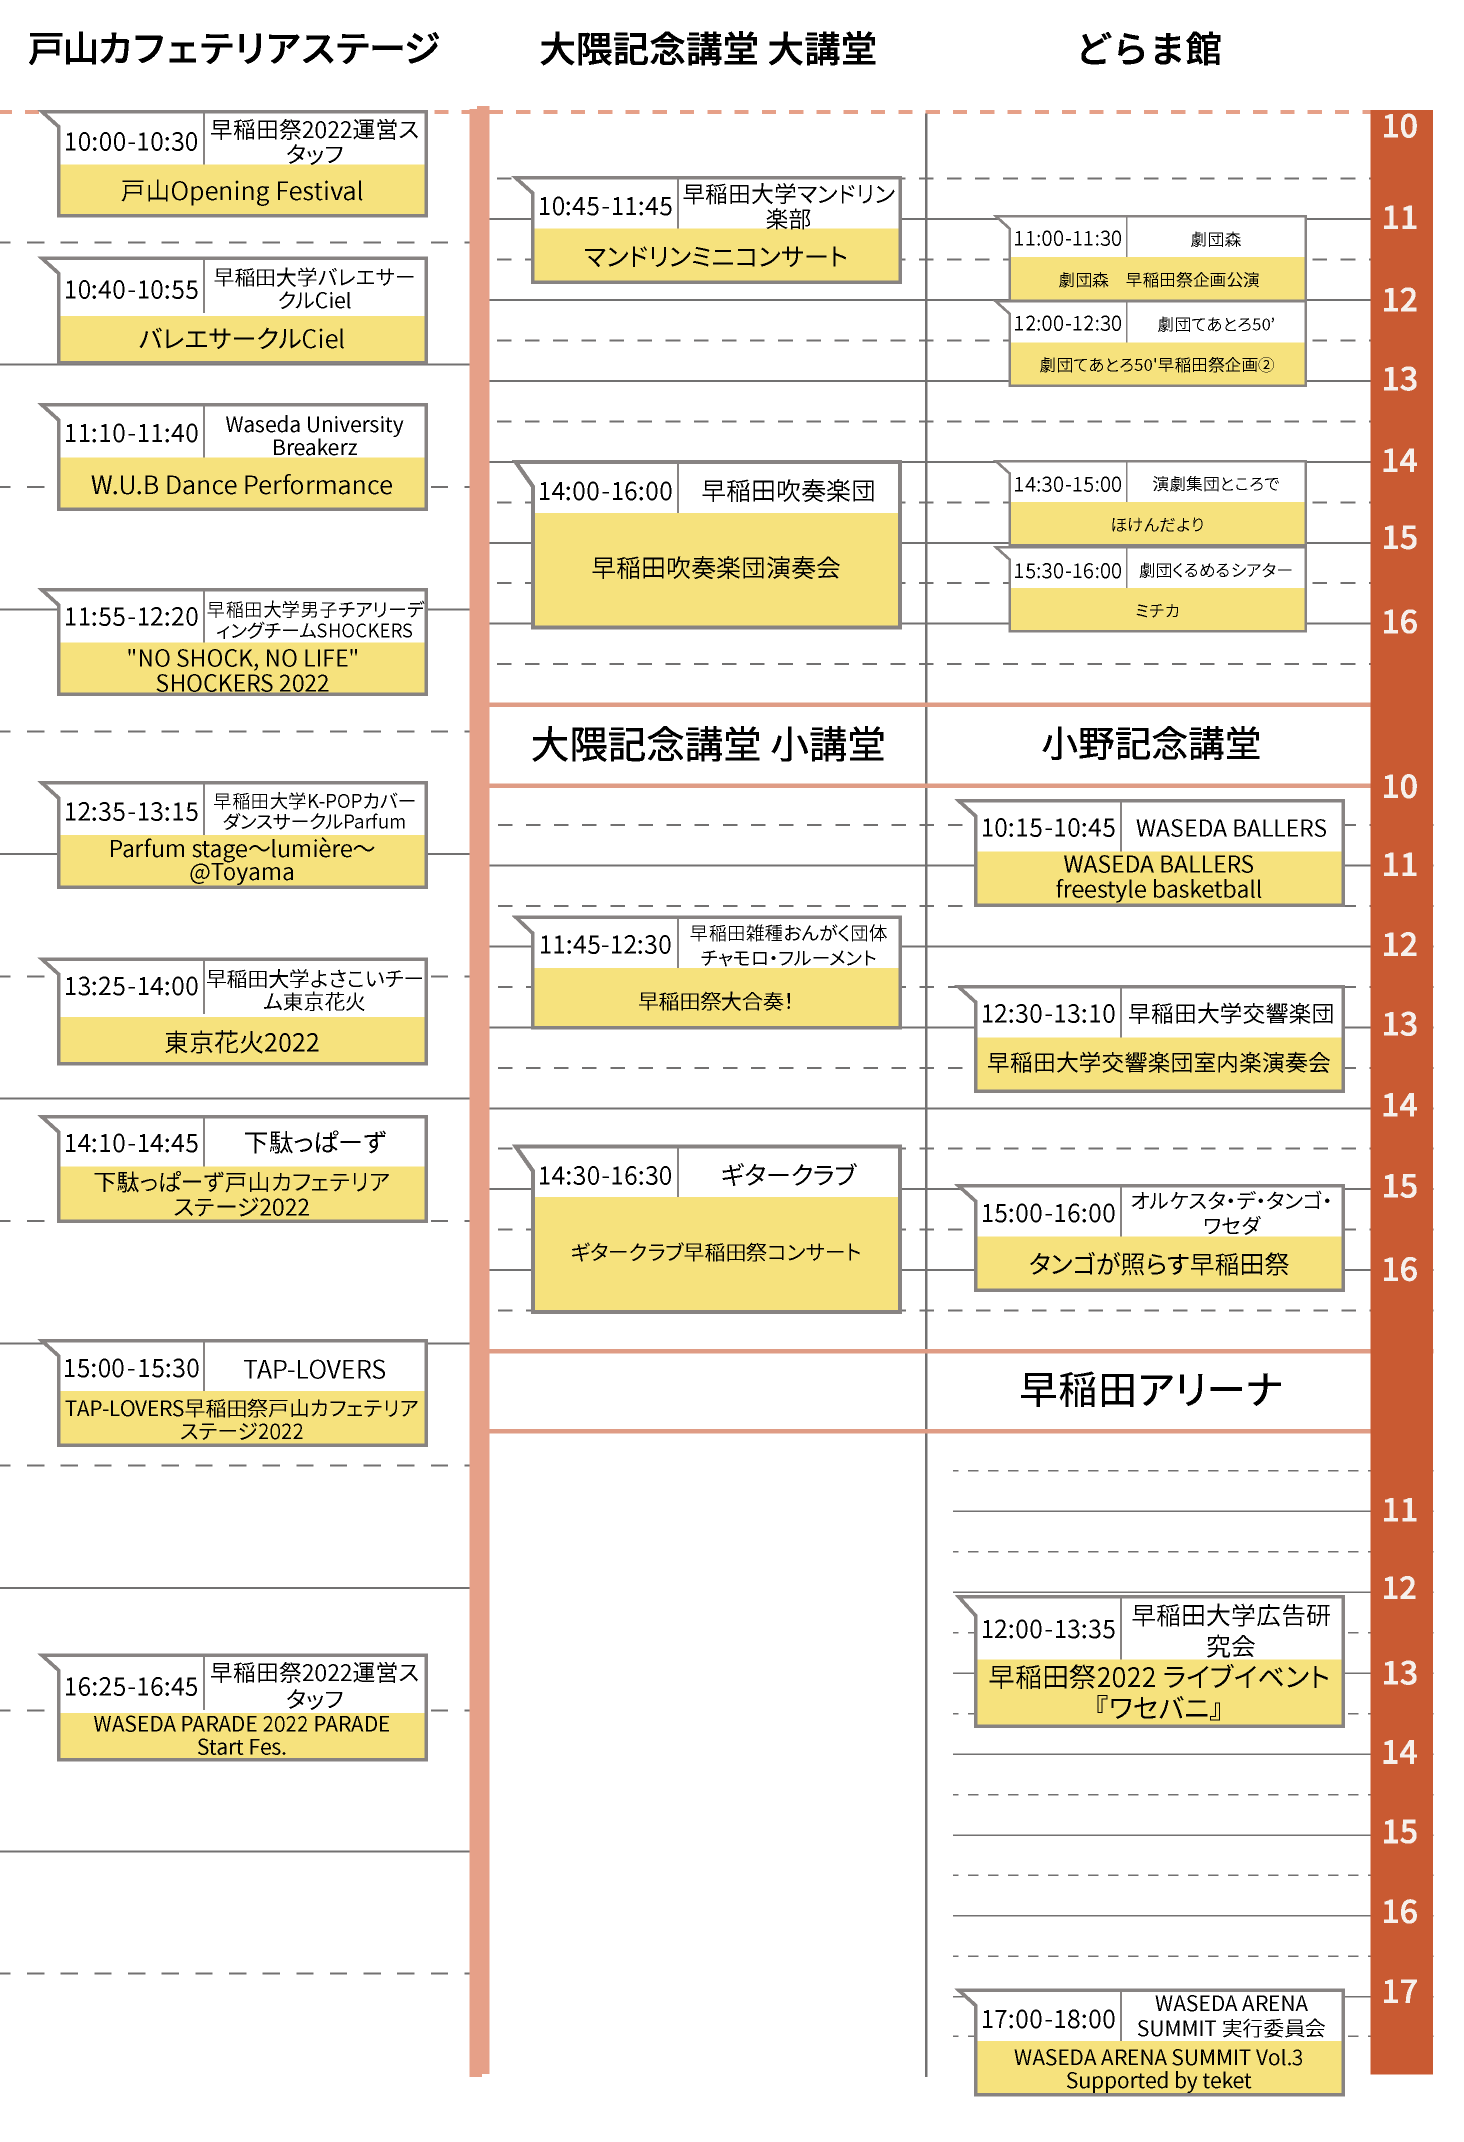 戸山カフェテリアステージ
10:00-10:30
早稲田祭2022運営ス
タッフ
戸山Opening Festival
10:40-10:55
早稲田大学バレエサー
クルCiel
バレエサークルCiel
11:10-11:40
Waseda University
Breakerz
W.U.B Dance Performance
11:55-12:20
早稲田大学男子チアリーデ
ィングチームSHOCKERS
"NO SHOCK, NO LIFE"
SHOCKERS 2022
12:35-13:15
早稲田大学K-POPカバー
ダンスサークルParfum
Parfum stage〜lumière〜
@Toyama
13:25-14:00
早稲田大学よさこいチー
ム東京花火
東京花火2022
14:10-14:45
下駄っぱーず
下駄っぱーず戸山カフェテリア
ステージ2022
15:00-15:30
TAP-LOVERS
TAP-LOVERS早稲田祭戸山カフェテリア
ステージ2022
16:25-16:45
早稲田祭2022運営ス
タッフ
WASEDA PARADE 2022 PARADE
Start Fes.
大隈記念講堂 大講堂
10:45-11:45
早稲田大学マンドリン
楽部
マンドリンミニコンサート
14:00-16:00
早稲田吹奏楽団
早稲田吹奏楽団演奏会
大隈記念講堂 小講堂
11:45-12:30
早稲田雑種おんがく団体
チャモロ・フルーメント
早稲田祭大合奏!
14:30-16:30
ギタークラブ
ギタークラブ早稲田祭コンサート
どらま館
11:00-11:30
劇団森
劇団森　早稲田祭企画公演
12:00-12:30
劇団てあとろ50’
劇団てあとろ50'早稲田祭企画②
14:30-15:00
演劇集団ところで
ほけんだより
15:30-16:00
劇団くるめるシアター
ミチカ
小野記念講堂
10:15-10:45
WASEDA BALLERS
WASEDA BALLERS
freestyle basketball
12:30-13:10
早稲田大学交響楽団
早稲田大学交響楽団室内楽演奏会
15:00-16:00
オルケスタ・デ・タンゴ・
ワセダ
タンゴが照らす早稲田祭
早稲田アリーナ
12:00-13:35
早稲田大学広告研
究会
早稲田祭2022 ライブイベント
『ワセバニ』
17:00-18:00
WASEDA ARENA
SUMMIT 実行委員会
WASEDA ARENA SUMMIT Vol.3
Supported by teket
10
11
12
13
14
15
16
10
11
12
13
14
15
16
11
12
13
14
15
16
17